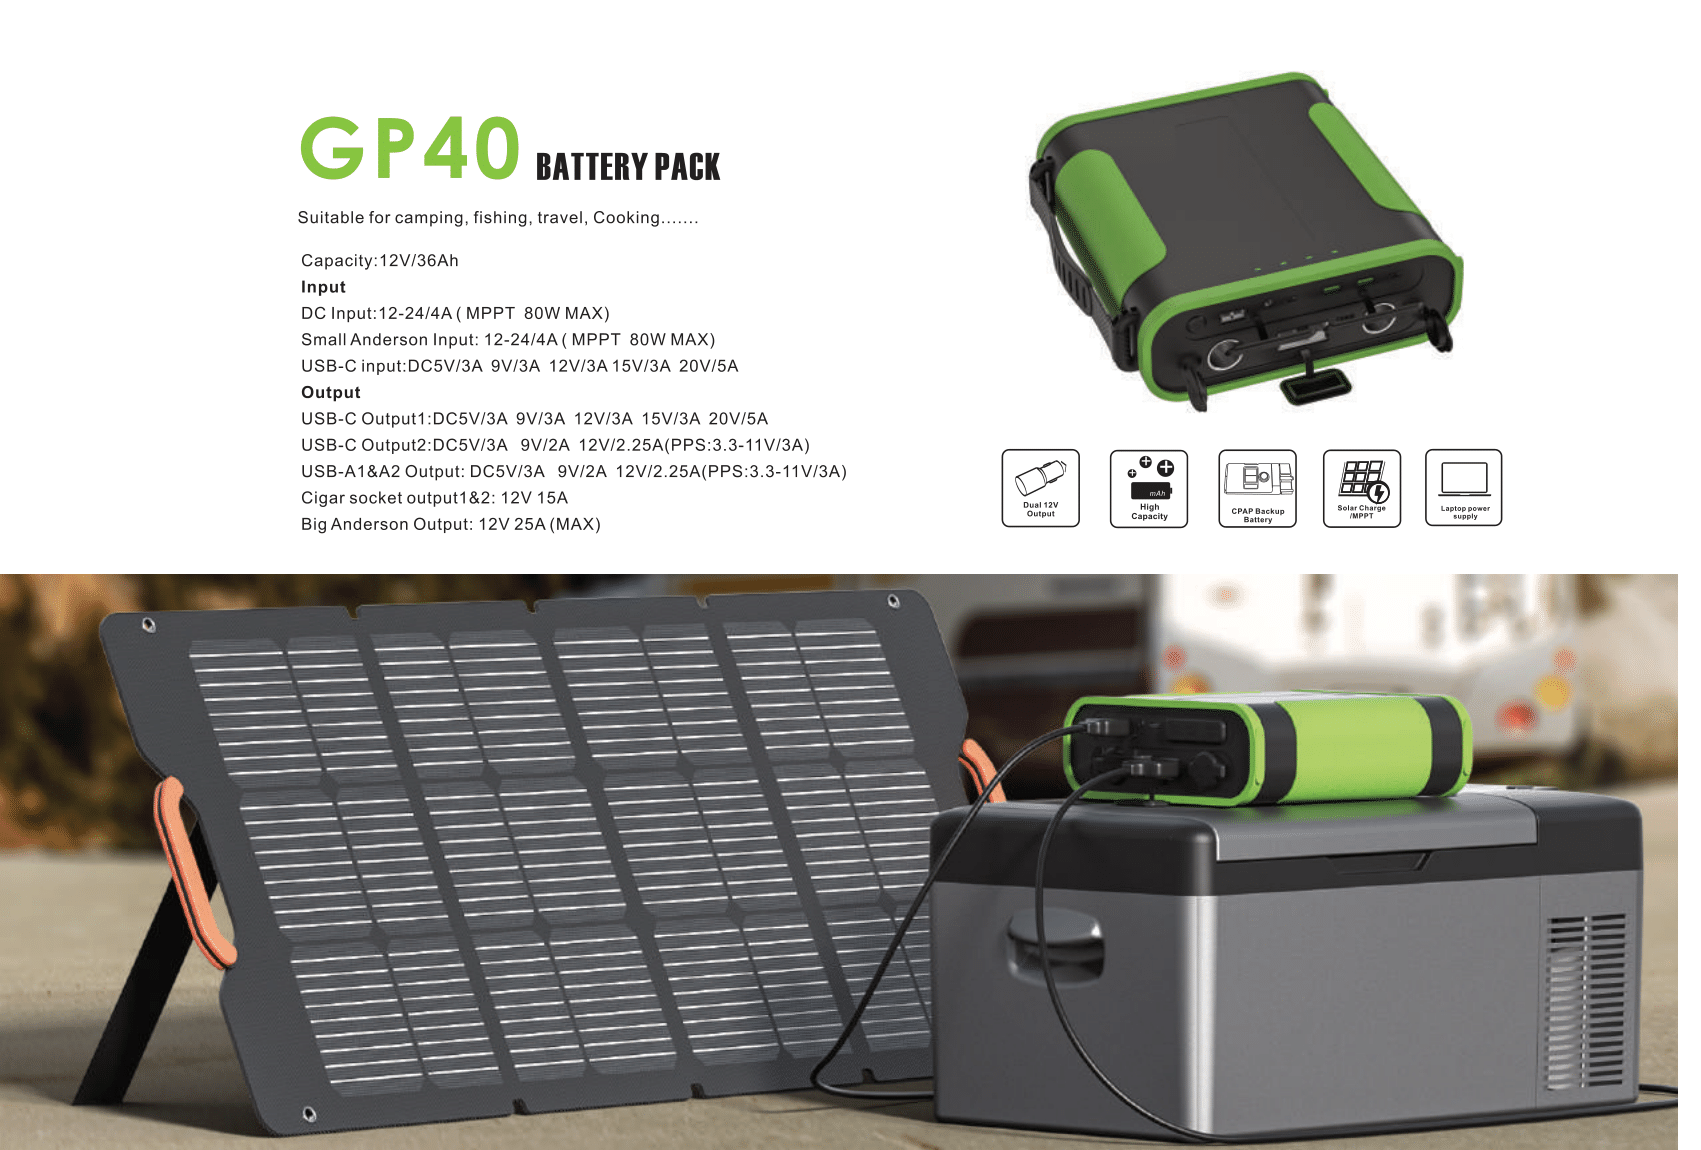 GP40 BATTERY PACK
Suitable for camping, fishing, travel, Cooking.......
Capacity:12V/36Ah
Input
DC Input:12-24/4A ( MPPT 80W MAX)
Small Anderson Input: 12-24/4A ( MPPT 80W MAX)
USB-C input:DC5V/3A 9V/3A 12V/3A 15V/3A 20V/5A
Output
USB-C Output1:DC5V/3A 9V/3A 12V/3A 15V/3A 20V/5A
USB-C Output2:DC5V/3A 9V/2A 12V/2.25A(PPS:3.3-11V/3A)
USB-A1&A2 Output: DC5V/3A 9V/2A 12V/2.25A(PPS:3.3-11V/3A)
Cigar socket output1&2: 12V 15A
Big Anderson Output: 12V 25A (MAX)
Dual 12V
Output
mAh
High
Capacity
CPAP Backup
Battery
Solar Charge
/MPPT
Laptop power
supply